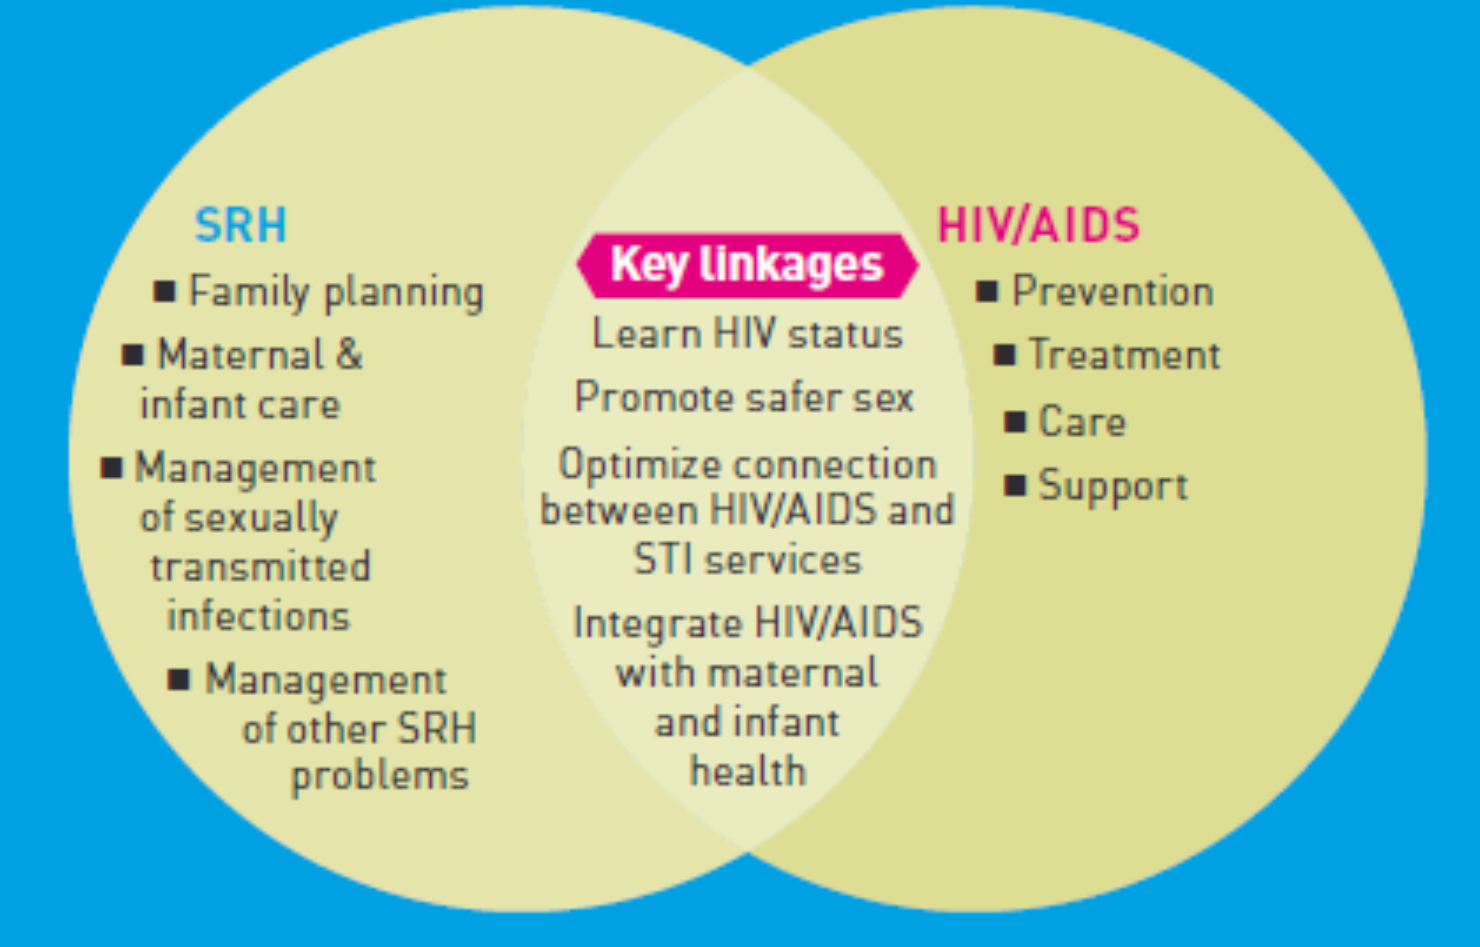 SRH
■ Family planning
■ Maternal &
infant care
■ Management
of sexually
transmitted
infections
■ Management
of other SRH
problems
Key linkages
Learn HIV status
Promote safer sex
Optimize connection
between HIV/AIDS and
STI services
Integrate HIV/AIDS
with maternal
and infant
health
HIV/AIDS
■ Prevention
■ Treatment
■ Care
■ Support